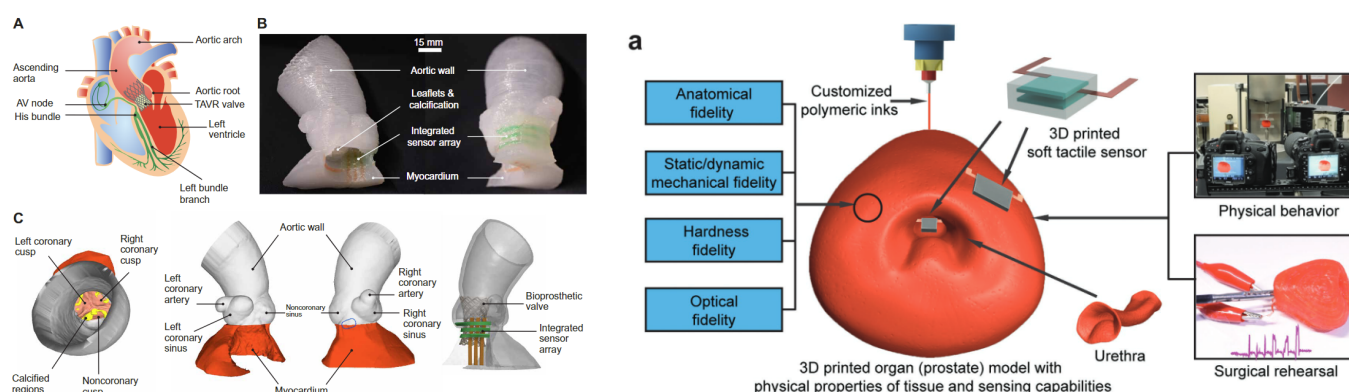 A
Aortic arch
Ascending
aorta
AV node
His bundle
Aortic root
TAVR valve
Left
ventricle
Left bundle
branch
B
15 mm
Aortic wall
Leaflets &
calcification
Integrated
sensor array
Myocardium
C
Left coronary
cusp
Right
coronary
cusp
Calcified
regions
Noncoronary
cusp
Aortic wall
Left
coronary
artery
Left
coronary
sinus
Noncoronary
sinus
Right
coronary
artery
Right
coronary
sinus
Myocardium
Bioprosthetic
valve
Integrated
sensor
array
a
Anatomical
fidelity
Static/dynamic
mechanical fidelity
Hardness
fidelity
Optical
fidelity
Customized
polymeric inks
3D printed
soft tactile sensor
Urethra
3D printed organ (prostate) model with
physical properties of tissue and sensing capabilities
Physical behavior
Surgical rehearsal